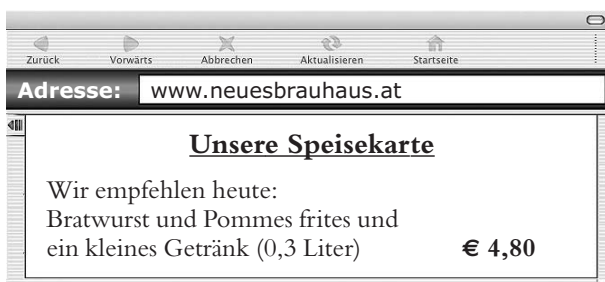 Zurück Vorwärts Abbrechen Aktualisieren Startseite
Adresse: www.neuesbrauhaus.at
Unsere Speisekarte
Wir empfehlen heute:
Bratwurst und Pommes frites und
ein kleines Getränk (0,3 Liter) € 4,80